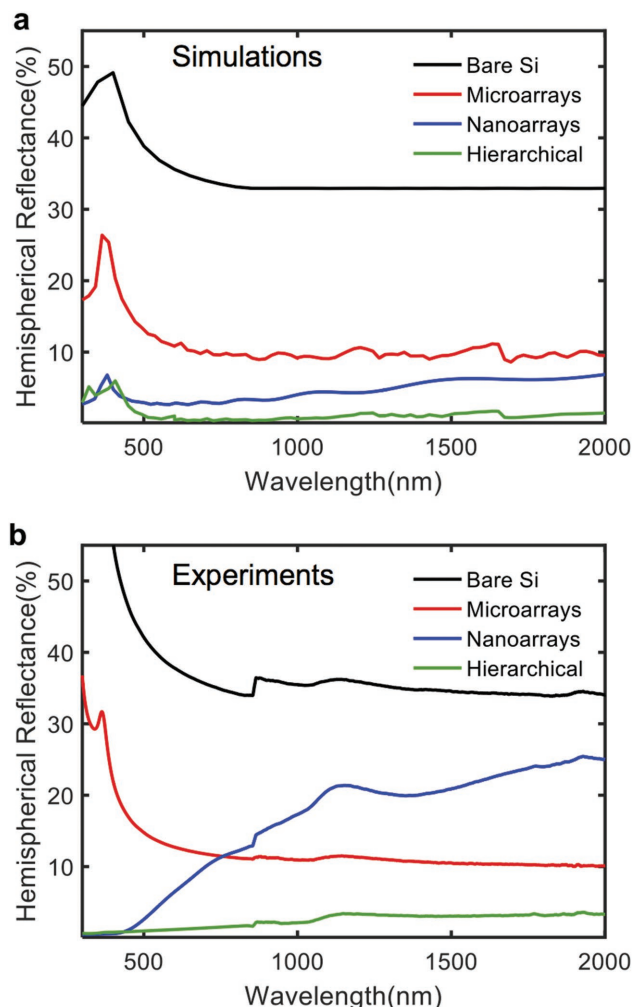 a
Simulations
Bare Si
Microarrays
Nanoarrays
Hierarchical
50
40
30
20
10
Hemispherical Reflectance(%)
500 1000 1500 2000
Wavelength(nm)
b
Experiments
Bare Si
Microarrays
Nanoarrays
Hierarchical
50
40
30
20
10
Hemispherical Reflectance(%)
500 1000 1500 2000
Wavelength(nm)